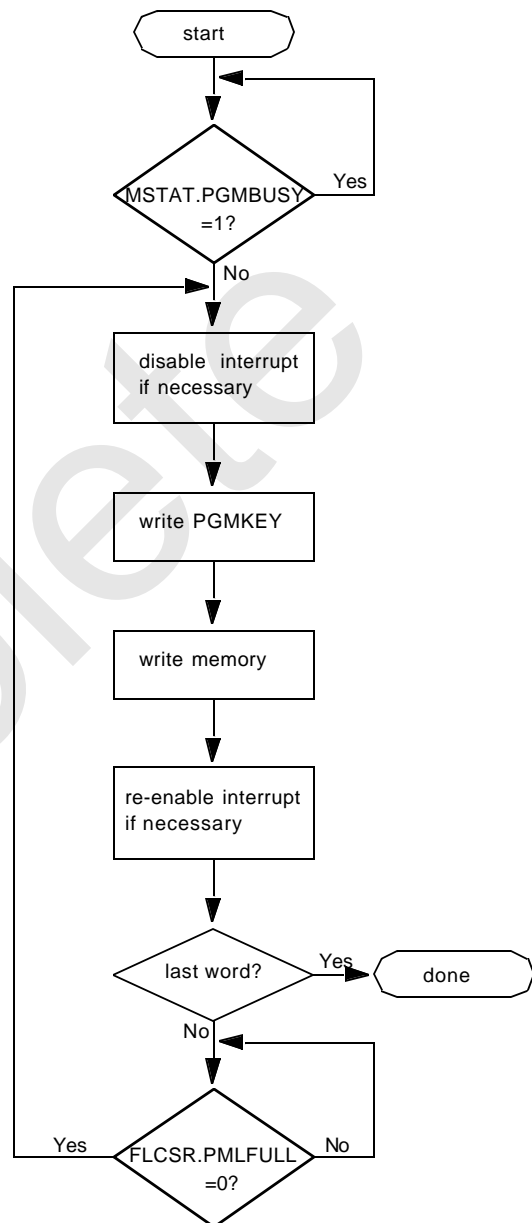 start
MSTAT.PGMBUSY
=1?
Yes
No
disable interrupt
if necessary
write PGMKEY
write memory
re-enable interrupt
if necessary
last word?
Yes
done
No
FLCSR.PMLFULL
=0?
Yes
No
lete